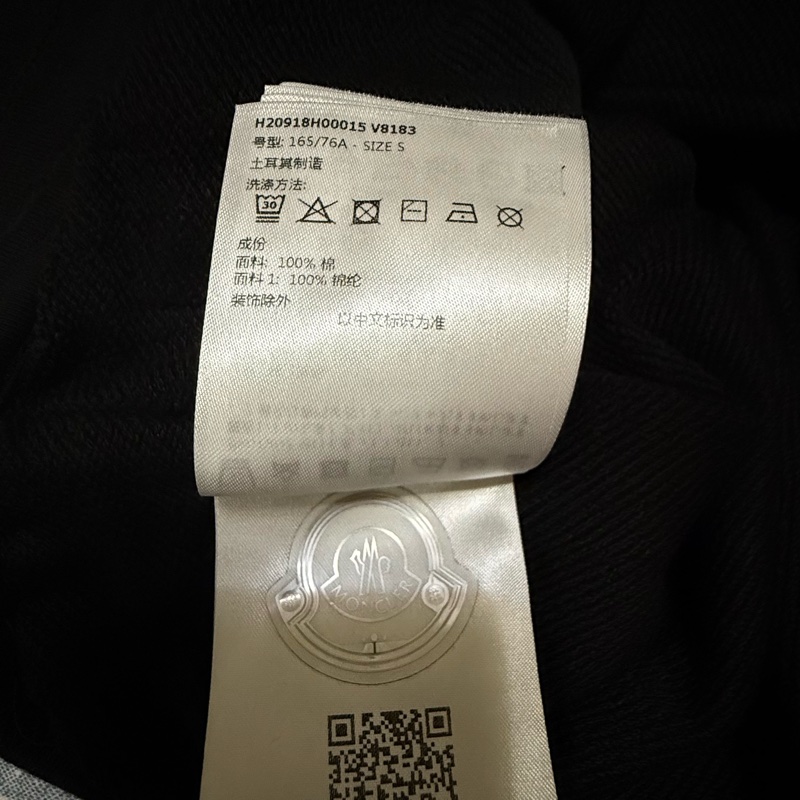 H20918H00015 V8183
号型: 165/76A - SIZE S
土耳其制造
洗涤方法:
30
成份
面料: 100% 棉
面料 1: 100% 棉纶
装饰除外
以中文标识为准
MONCLER